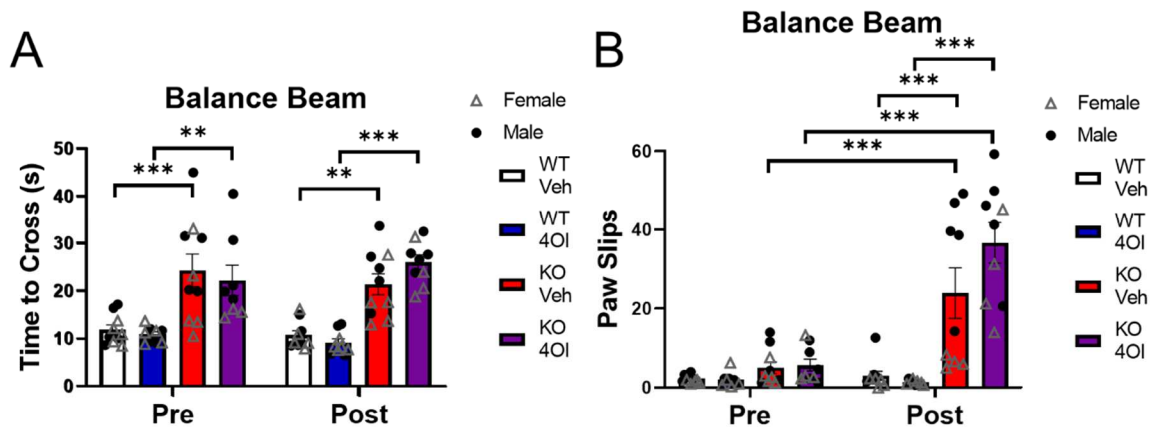 A
Balance Beam
Time to Cross (s)
50
40
30
20
10
0
***
**
**
***
Pre
Post
Female
Male
WT
Veh
WT
4OI
KO
Veh
KO
4OI
B
Balance Beam
Paw Slips
60
40
20
0
***
***
***
***
Pre
Post
Female
Male
WT
Veh
WT
4OI
KO
Veh
KO
4OI